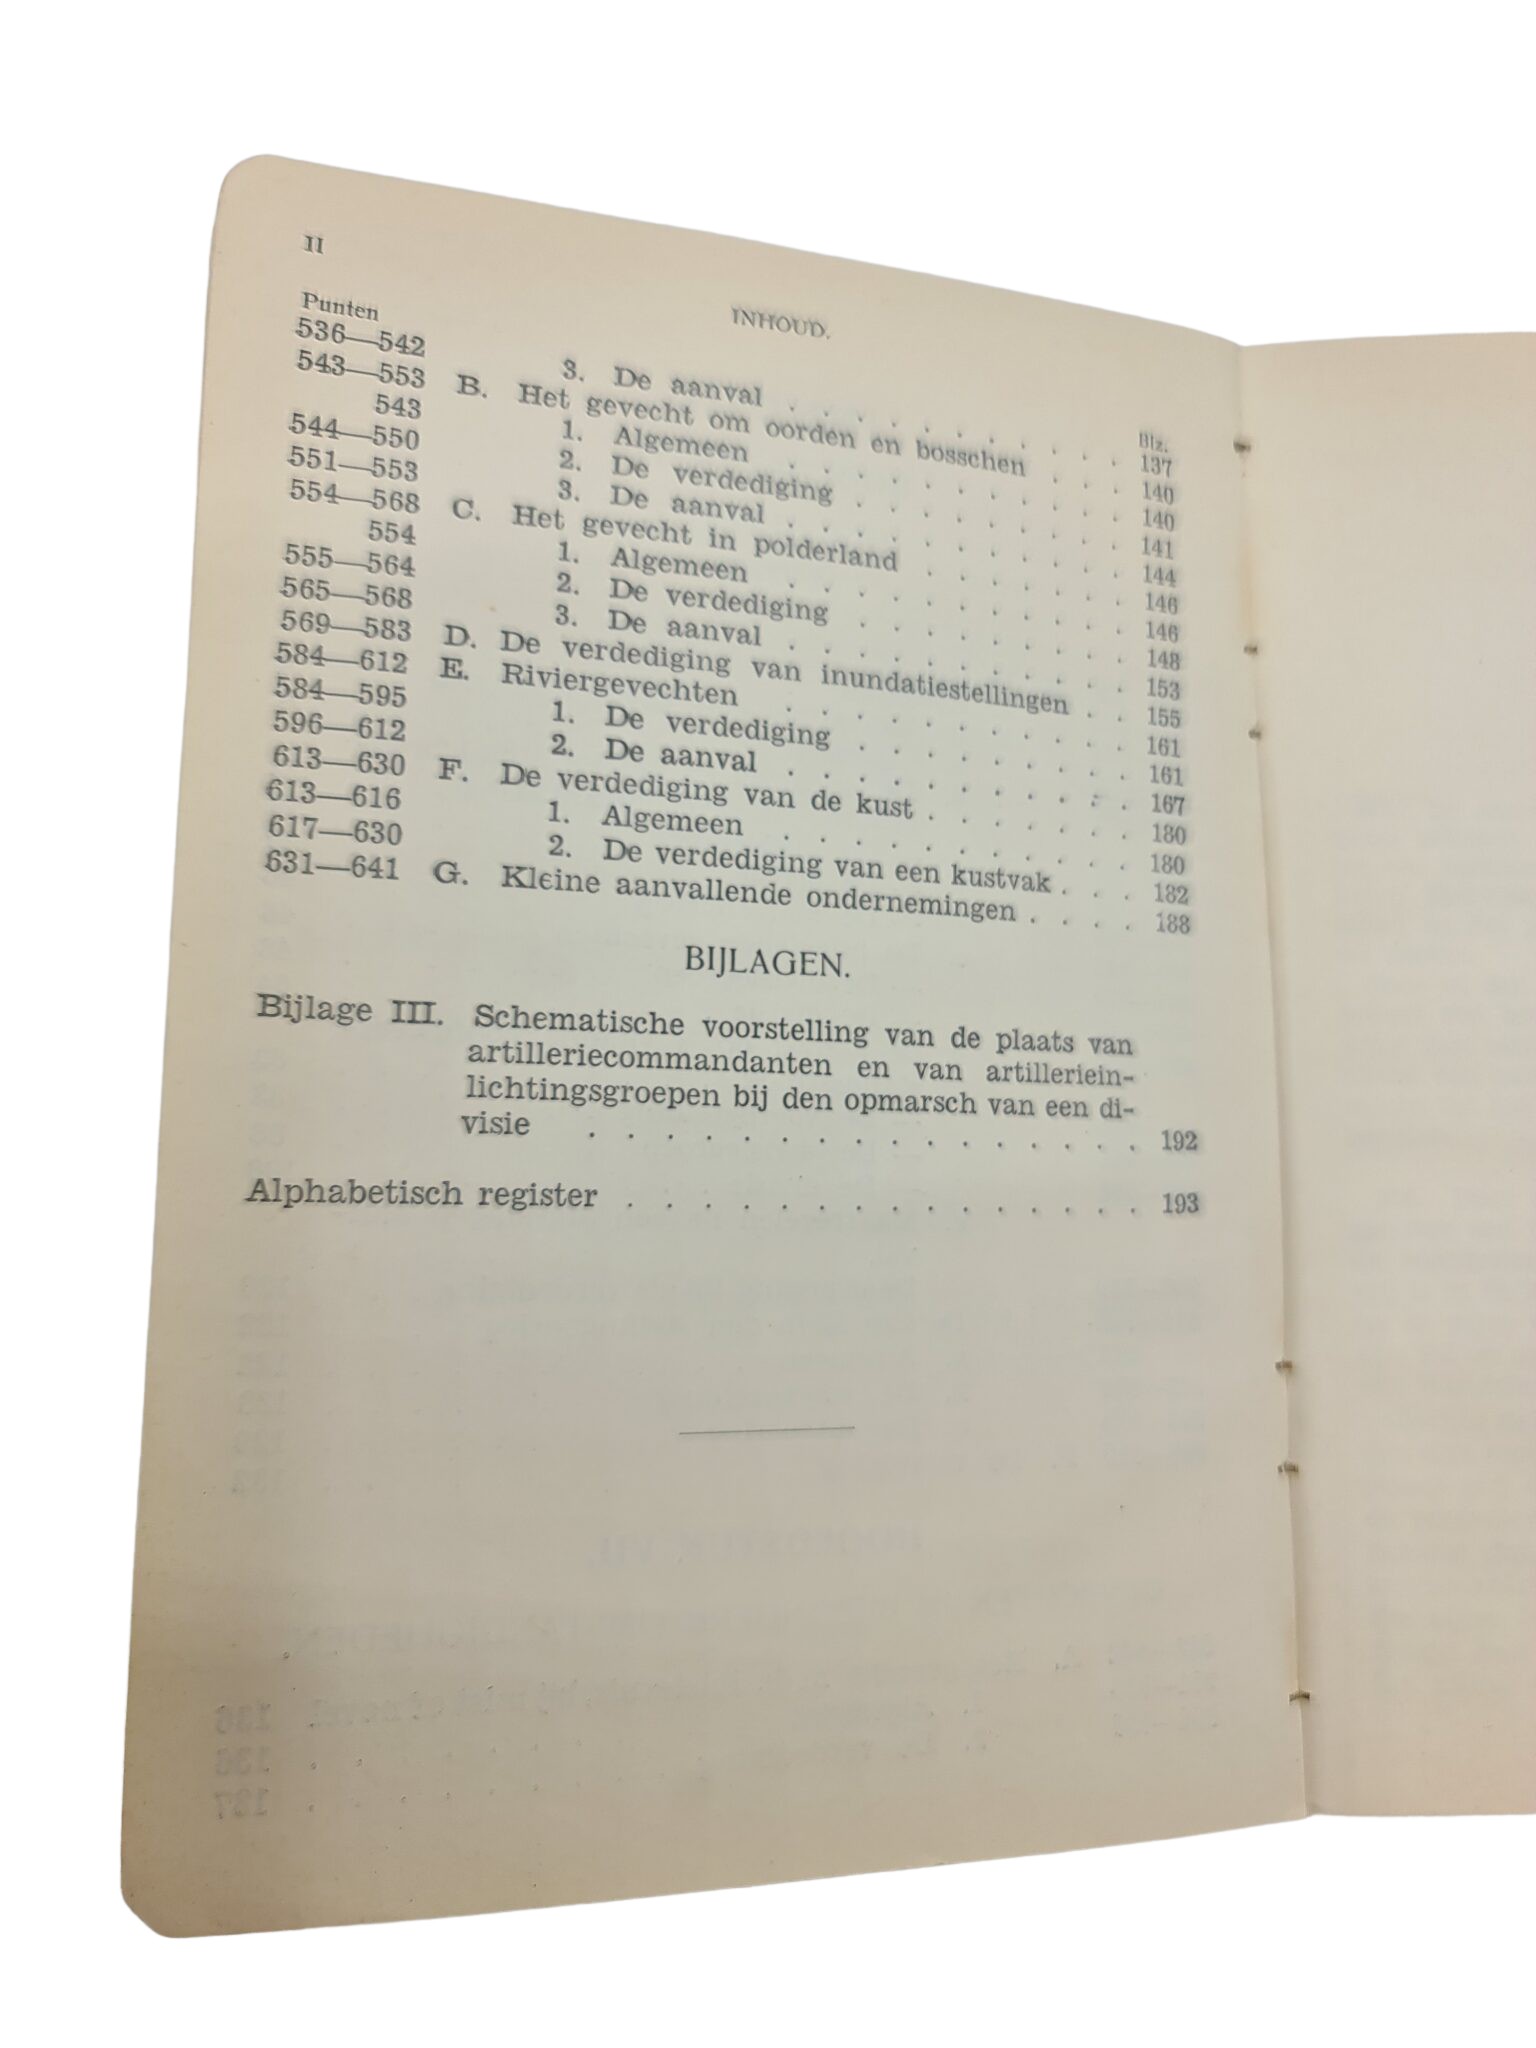 II
INHOUD.
Punten Blz.
536—542 3. De aanval . . . . . . . . . . . 137
543—553 B. Het gevecht om oorden en bosschen . . . 140
543 1. Algemeen . . . . . . . . . . . 140
544—550 2. De verdediging . . . . . . . . . 141
551—553 3. De aanval . . . . . . . . . . . 144
554—568 C. Het gevecht in polderland . . . . . . . 146
554 1. Algemeen . . . . . . . . . . . 146
555—564 2. De verdediging . . . . . . . . . 148
565—568 3. De aanval . . . . . . . . . . . 153
569—583 D. De verdediging van inundatiestellingen . . 155
584—612 E. Riviergevechten . . . . . . . . . . . 161
584—595 1. De verdediging . . . . . . . . . 161
596—612 2. De aanval . . . . . . . . . . . 167
613—630 F. De verdediging van de kust . . . . . . . 180
613—616 1. Algemeen . . . . . . . . . . . 180
617—630 2. De verdediging van een kustvak . . . 182
631—641 G. Kleine aanvallende ondernemingen . . . . 188
BIJLAGEN.
Bijlage III. Schematische voorstelling van de plaats van
artilleriecommandanten en van artilleriein-
lichtingsgroepen bij den opmarsch van een di-
visie . . . . . . . . . . . . . . . 192
Alphabetisch register . . . . . . . . . . . . . . 193